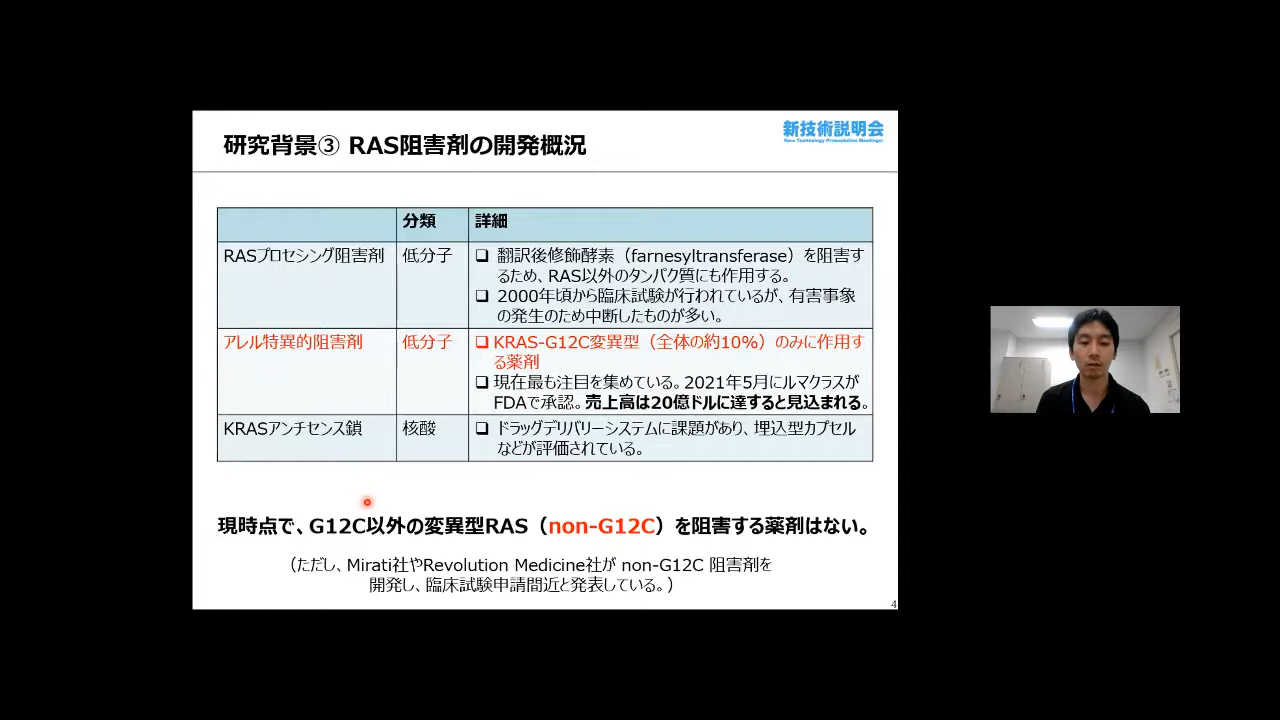 研究背景③ RAS阻害剤の開発概況
新技術説明会
New Technology Presentation Meetings!
分類
詳細
RASプロセシング阻害剤
低分子
❑ 翻訳後修飾酵素（farnesyltransferase）を阻害す
るため、RAS以外のタンパク質にも作用する。
❑ 2000年頃から臨床試験が行われているが、有害事象
の発生のため中断したものが多い。
アレル特異的阻害剤
低分子
❑ KRAS-G12C変異型（全体の約10%）のみに作用す
る薬剤
❑ 現在最も注目を集めている。2021年5月にルマクラスが
FDAで承認。売上高は20億ドルに達すると見込まれる。
KRASアンチセンス鎖
核酸
❑ ドラッグデリバリーシステムに課題があり、埋込型カプセル
などが評価されている。
現時点で、G12C以外の変異型RAS（non-G12C）を阻害する薬剤はない。
（ただし、Mirati社やRevolution Medicine社が non-G12C 阻害剤を
開発し、臨床試験申請間近と発表している。）
4